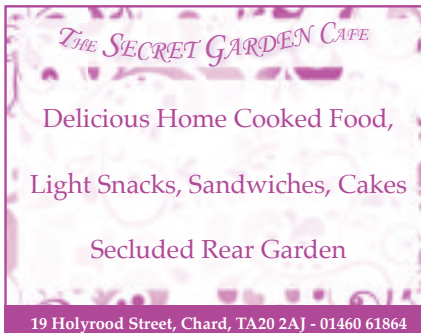 The Secret Garden Cafe
Delicious Home Cooked Food,
Light Snacks, Sandwiches, Cakes
Secluded Rear Garden
19 Holyrood Street, Chard, TA20 2AJ - 01460 61864